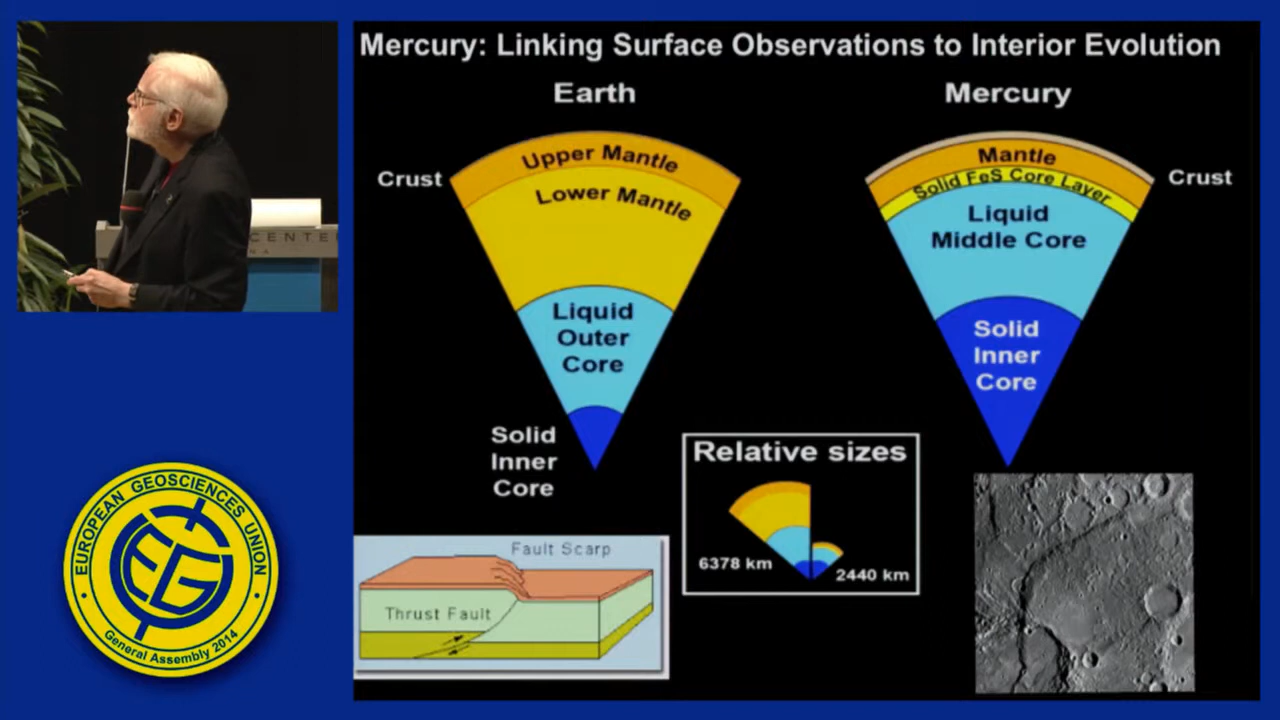 Mercury: Linking Surface Observations to Interior Evolution
Earth
Mercury
Crust
Upper Mantle
Lower Mantle
Liquid
Outer
Core
Solid
Inner
Core
Mantle
Solid FeS Core Layer
Liquid
Middle Core
Solid
Inner
Core
Crust
Relative sizes
6378 km
2440 km
Fault Scarp
Thrust Fault
CENTER
EUROPEAN GEOSCIENCES UNION
EGU
General Assembly 2014